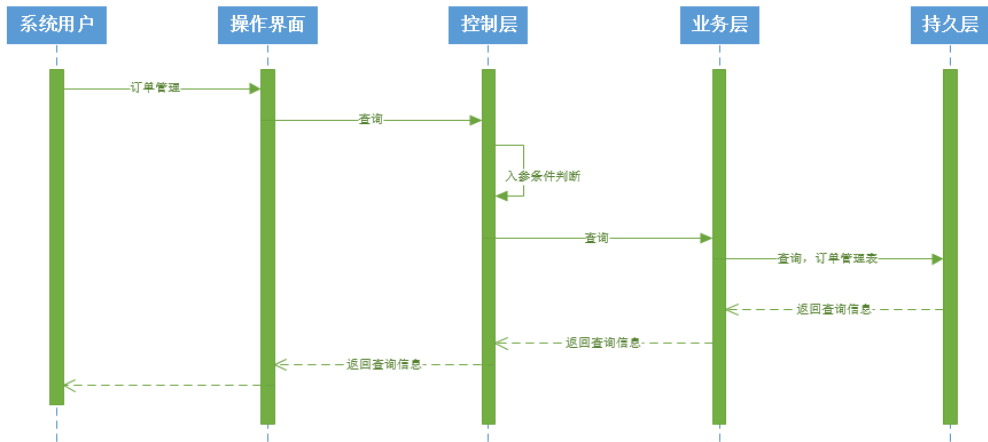 系统用户
操作界面
控制层
业务层
持久层
订单管理
查询
入参条件判断
查询
查询，订单管理表
返回查询信息
返回查询信息
返回查询信息